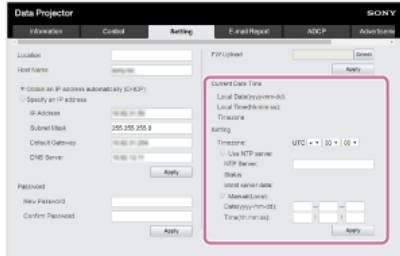 Data Projector
SONY
Information
Control
Setting
E-mail Report
ADCP
Advertisement
Location
Host Name
Obtain an IP address automatically (DHCP)
Specify an IP address
IP Address
Subnet Mask
255.255.255.0
Default Gateway
DNS Server
Apply
Password
New Password
Confirm Password
Apply
FW Upload
Select
Apply
Current Date Time
Local Date(yyyy-mm-dd):
Local Time(hh:mm:ss):
Timezone
Setting
Timezone:
UTC + 00 : 00
Use NTP server
NTP Server:
Status:
Manual(Local)
Date(yyyy-mm-dd):
Time(hh:mm:ss):
Apply